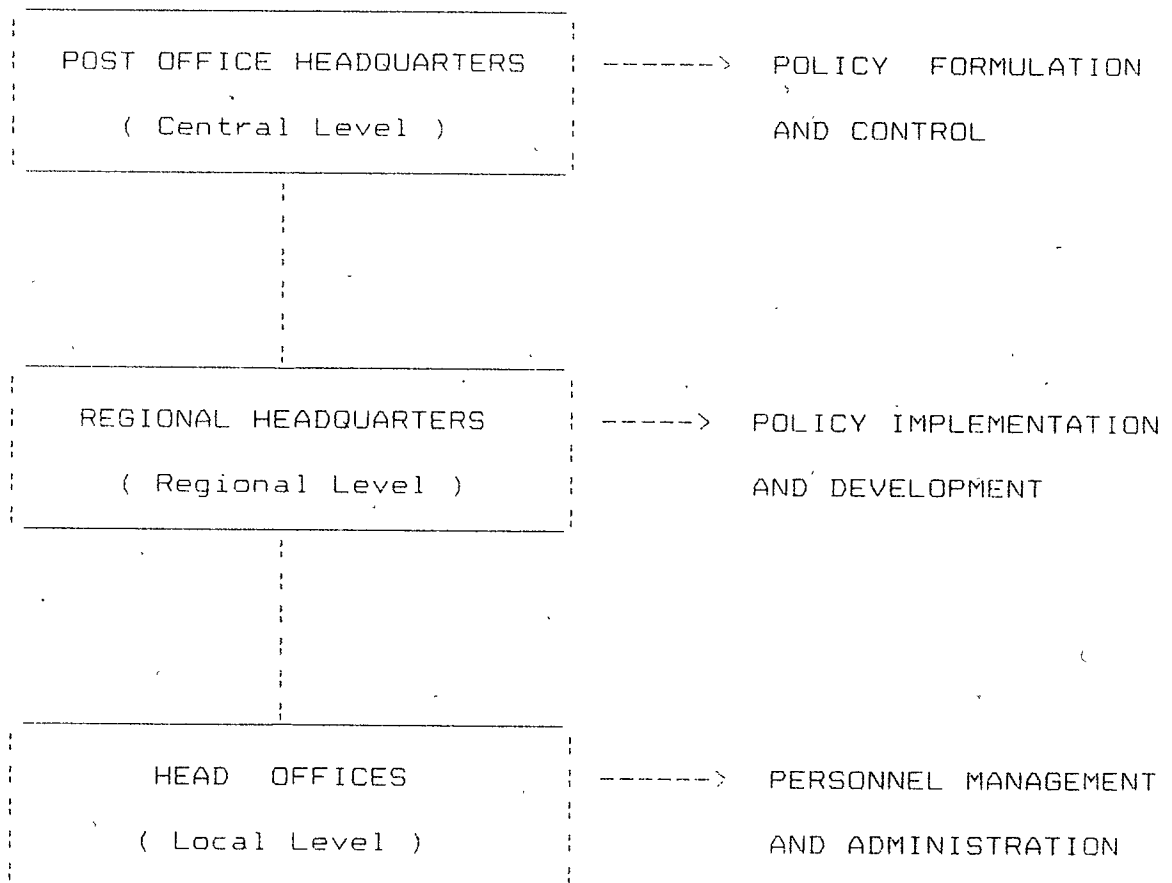 POST OFFICE HEADQUARTERS ------> POLICY FORMULATION
( Central Level ) AND CONTROL
REGIONAL HEADQUARTERS -----> POLICY IMPLEMENTATION
( Regional Level ) AND DEVELOPMENT
HEAD OFFICES ------> PERSONNEL MANAGEMENT
( Local Level ) AND ADMINISTRATION